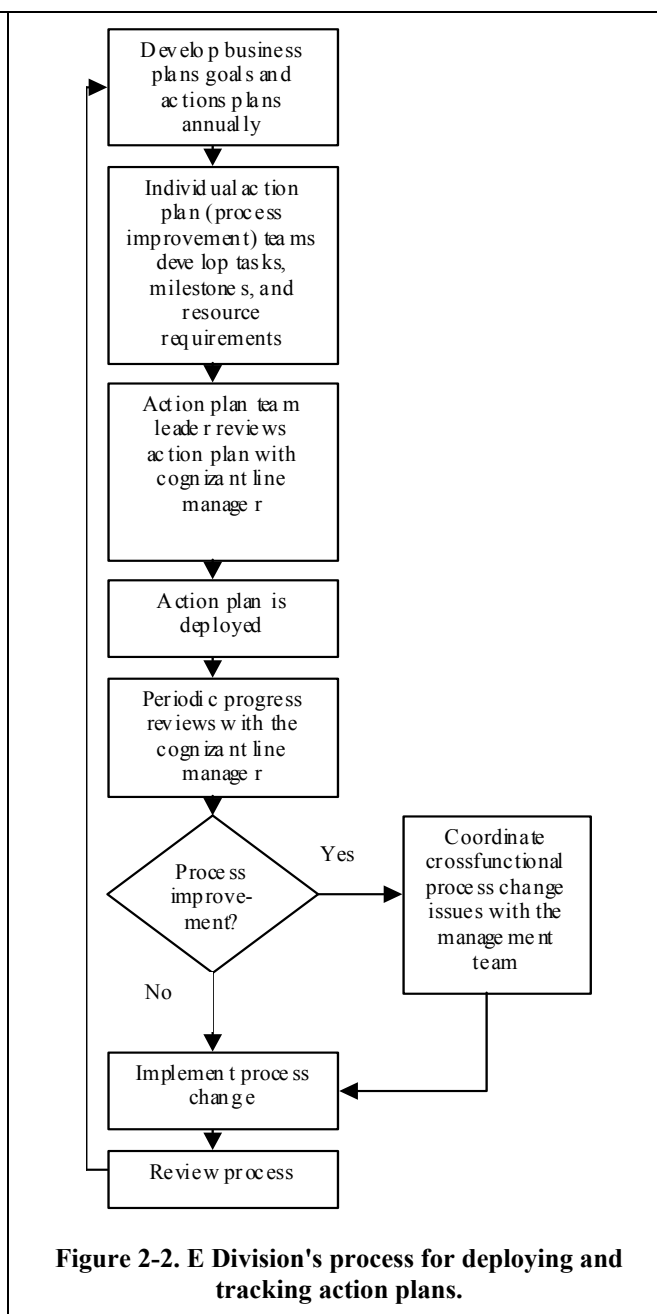 Develop business
plans goals and
actions plans
annually
Individual action
plan (process
improvement) teams
develop tasks,
milestones, and
resource
requirements
Action plan team
leader reviews
action plan with
cognizant line
manager
Action plan is
deployed
Periodic progress
reviews with the
cognizant line
manager
Process
improve-
ment?
Yes
Coordinate
crossfunctional
process change
issues with the
management
team
No
Implement process
change
Review process
Figure 2-2. E Division's process for deploying and
tracking action plans.